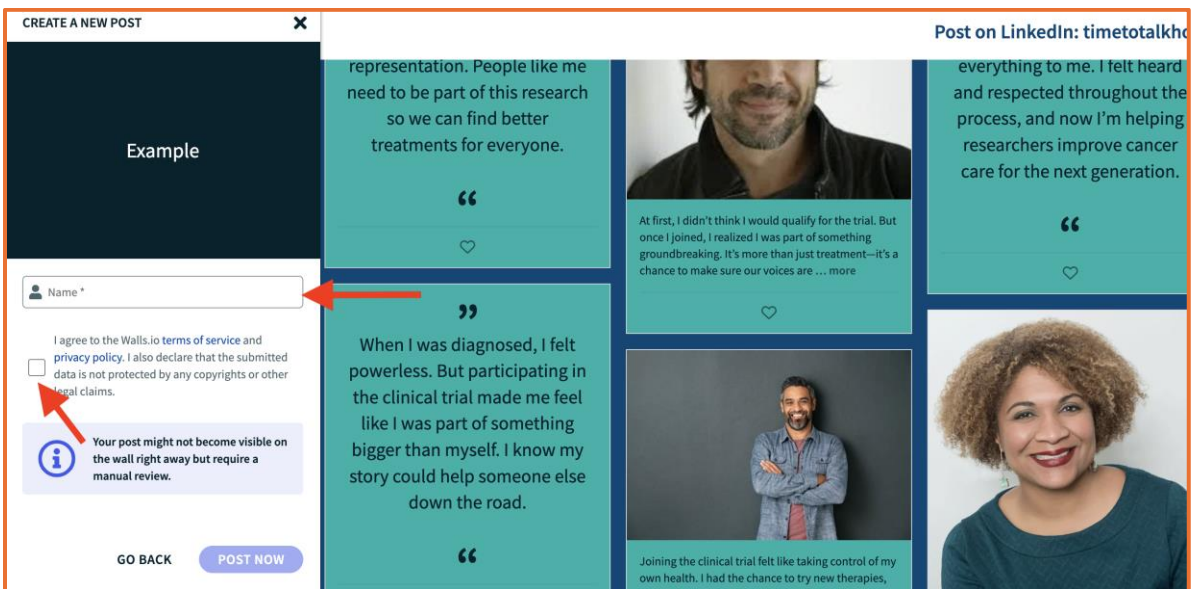 CREATE A NEW POST
Example
Name *
I agree to the Walls.io terms of service and
privacy policy. I also declare that the submitted
data is not protected by any copyrights or other
legal claims.
Your post might not become visible on
the wall right away but require a
manual review.
GO BACK
POST NOW
Post on LinkedIn: timetotalkho
representation. People like me
need to be part of this research
so we can find better
treatments for everyone.
“
”
When I was diagnosed, I felt
powerless. But participating in
the clinical trial made me feel
like I was part of something
bigger than myself. I know my
story could help someone else
down the road.
“
At first, I didn’t think I would qualify for the trial. But
once I joined, I realized I was part of something
groundbreaking. It’s more than just treatment—it’s a
chance to make sure our voices are … more
Joining the clinical trial felt like taking control of my
own health. I had the chance to try new therapies,
everything to me. I felt heard
and respected throughout the
process, and now I’m helping
researchers improve cancer
care for the next generation.
“